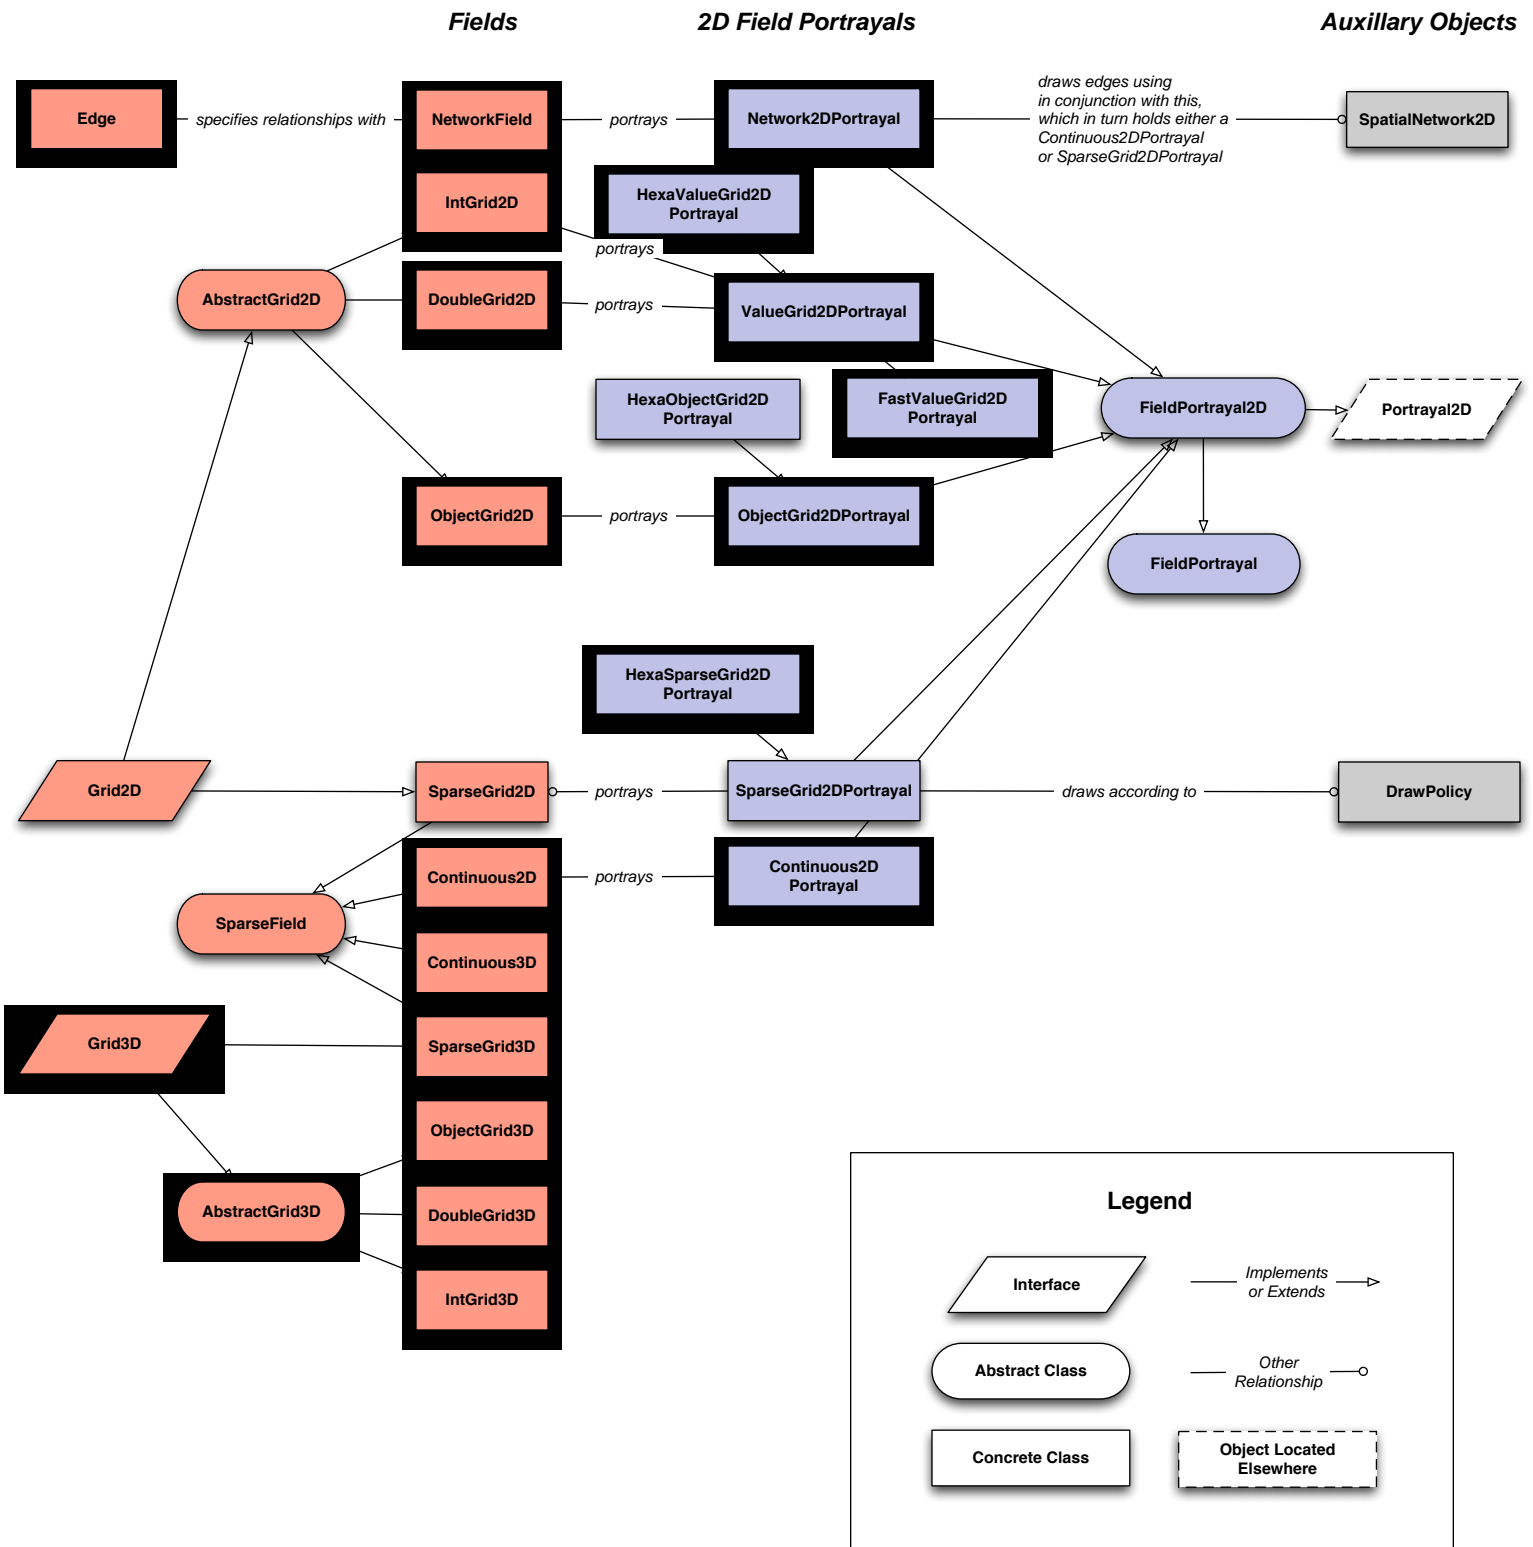 Fields
2D Field Portrayals
Auxillary Objects
Edge
specifies relationships with
NetworkField
portrays
Network2DPortrayal
draws edges using
in conjunction with this,
which in turn holds either a
Continuous2DPortrayal
or SparseGrid2DPortrayal
SpatialNetwork2D
IntGrid2D
HexaValueGrid2D
Portrayal
portrays
AbstractGrid2D
DoubleGrid2D
portrays
ValueGrid2DPortrayal
HexaObjectGrid2D
Portrayal
FastValueGrid2D
Portrayal
FieldPortrayal2D
Portrayal2D
ObjectGrid2D
portrays
ObjectGrid2DPortrayal
FieldPortrayal
HexaSparseGrid2D
Portrayal
Grid2D
SparseGrid2D
portrays
SparseGrid2DPortrayal
draws according to
DrawPolicy
Continuous2D
portrays
Continuous2D
Portrayal
SparseField
Continuous3D
Grid3D
SparseGrid3D
ObjectGrid3D
AbstractGrid3D
DoubleGrid3D
IntGrid3D
Legend
Interface
Implements
or Extends
Abstract Class
Other
Relationship
Concrete Class
Object Located
Elsewhere